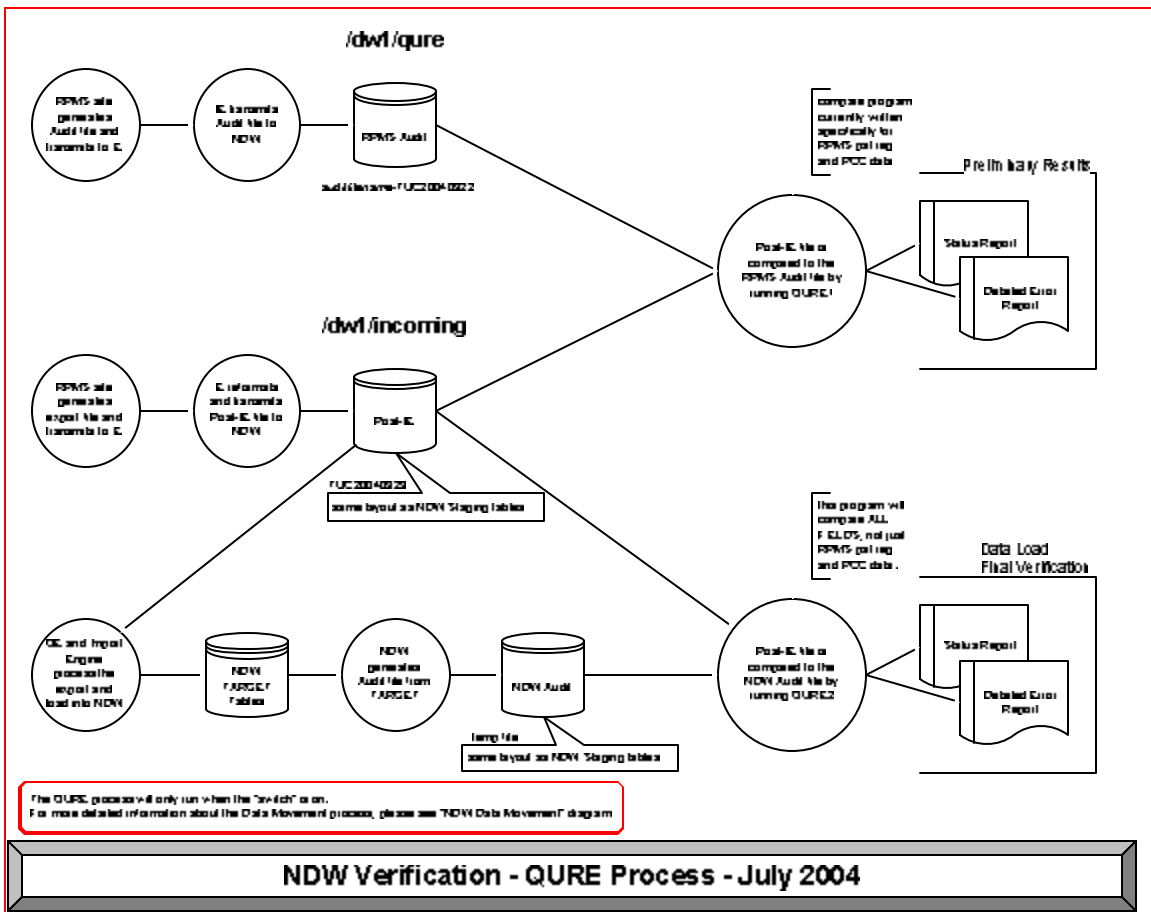 /dw1/qure
RPMS site
generates
Audit file and
transmits to IE
IE transmits
Audit file to
NDW
RPMS Audit
compare program
currently written
specifically for
RPMS pat reg
and PCC data
Preliminary Results
Post-IE file is
compared to the
RPMS Audit file by
running QURE1
Status Report
Detailed Error
Report
/dw1/incoming
RPMS site
generates
export file and
transmits to IE
IE reformats
and transmits
Post-IE file to
NDW
Post-IE
same layout as NDW Staging tables
this program will
compare ALL
FIELDS, not just
RPMS pat reg
and PCC data.
Data Load
Final Verification
and Import
Engine
process the
export and
load into NDW
NDW
TARGET
Tables
NDW
generates
Audit file from
TARGET
NDW Audit
Temp file
same layout as NDW Staging tables
Post-IE file is
compared to the
NDW Audit file by
running QURE2
Status Report
Detailed Error
Report
The QURE process will only run when the "switch" is on.
For more detailed information about the Data Movement process, please see "NDW Data Movement" diagram
NDW Verification - QURE Process - July 2004